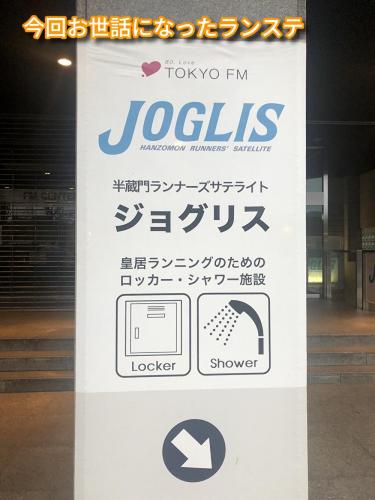 今回お世話になったランステ
80. Love
TOKYO FM
JOGLIS
HANZOMON RUNNERS' SATELLITE
半蔵門ランナーズサテライト
ジョグリス
皇居ランニングのための
ロッカー・シャワー施設
Locker
Shower
FM CENTE